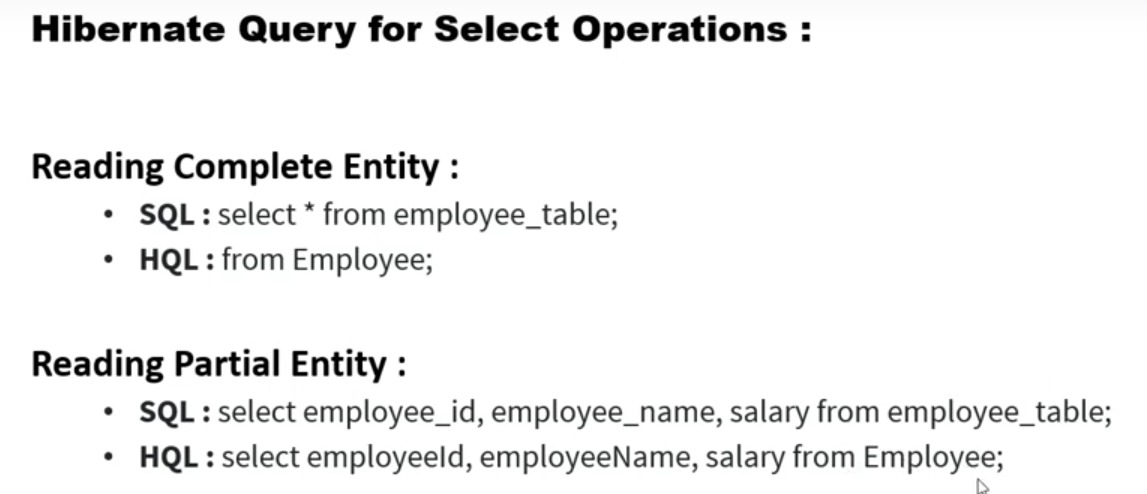 Hibernate Query for Select Operations :
Reading Complete Entity :
• SQL : select * from employee_table;
• HQL : from Employee;
Reading Partial Entity :
• SQL : select employee_id, employee_name, salary from employee_table;
• HQL : select employeeId, employeeName, salary from Employee;